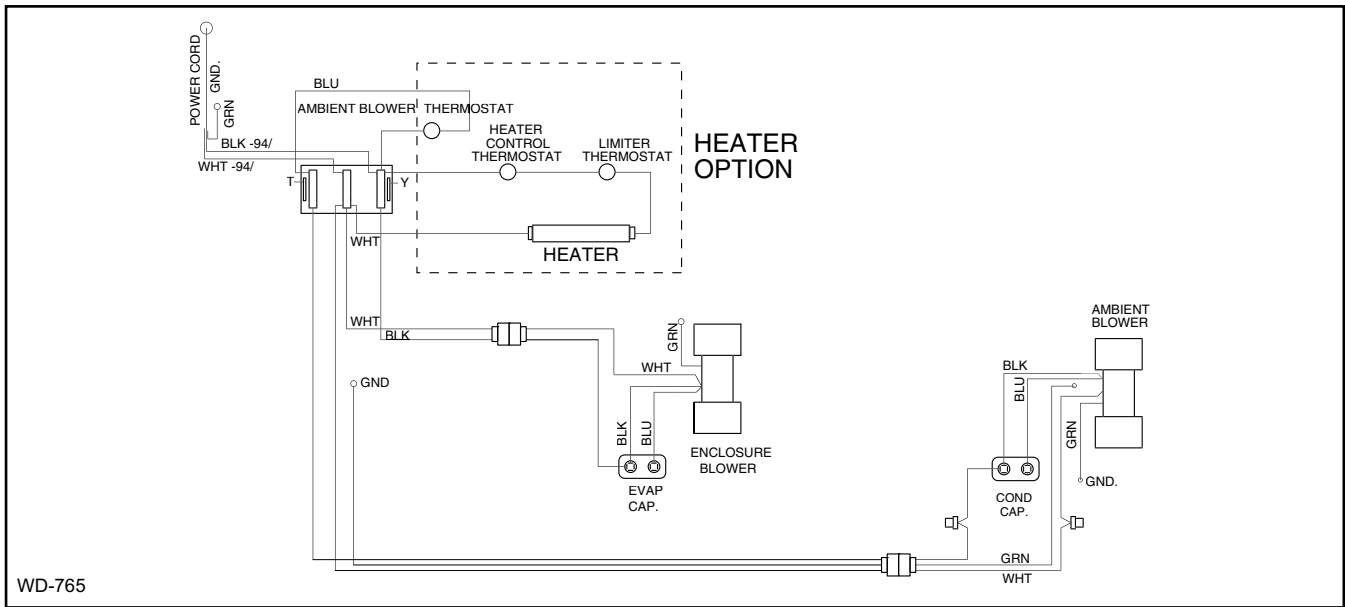 POWER CORD
GND.
GRN
BLU
AMBIENT BLOWER THERMOSTAT
HEATER
CONTROL
THERMOSTAT
LIMITER
THERMOSTAT
HEATER
OPTION
BLK -94/
WHT -94/
T
Y
WHT
HEATER
WHT
BLK
GND
GRN
WHT
BLK
BLU
ENCLOSURE
BLOWER
EVAP
CAP.
AMBIENT
BLOWER
BLK
BLU
GRN
GND.
COND
CAP.
GRN
WHT
WD-765